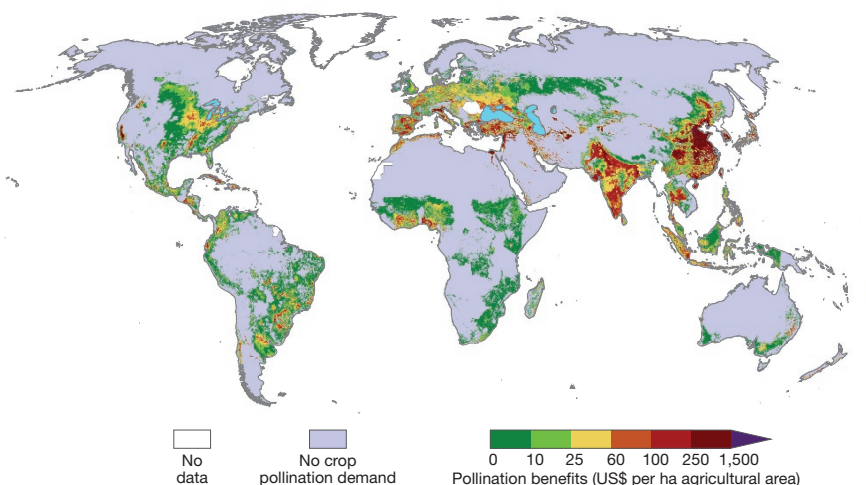 No
data
No crop
pollination demand
0 10 25 60 100 250 1,500
Pollination benefits (US$ per ha agricultural area)